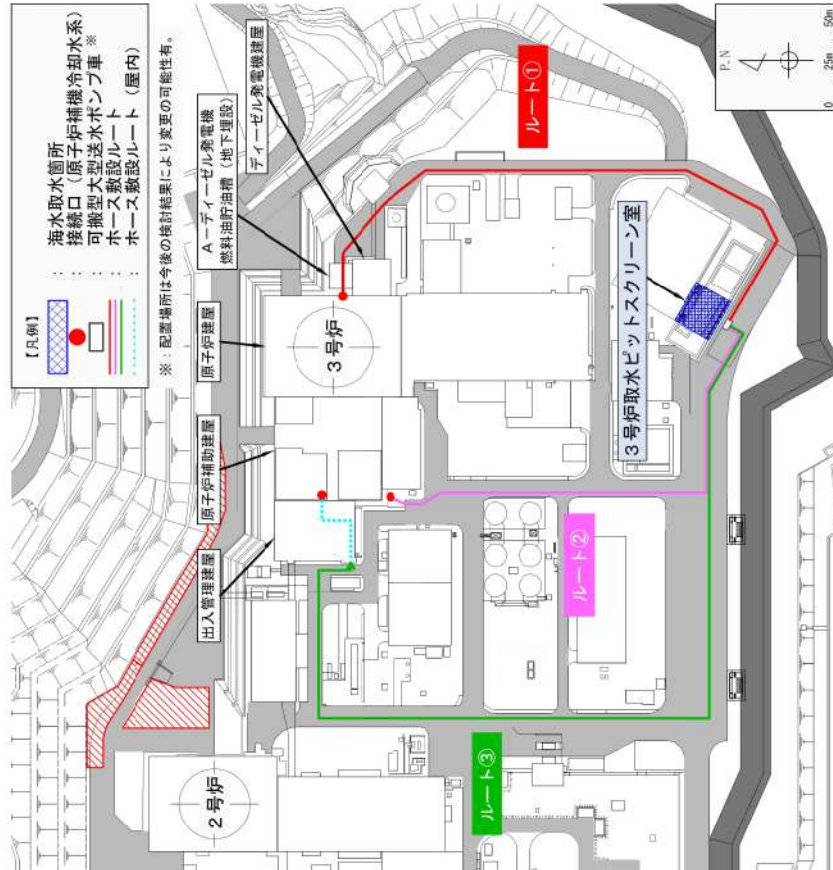 【凡例】
： 海水取水箇所
： 接続口（原子炉補機冷却水系）
： 可搬型大型送水ポンプ車 ※
： ホース敷設ルート
： ホース敷設ルート（屋内）
※：配置場所は今後の検討結果により変更の可能性有。
出入管理建屋
原子炉補助建屋
原子炉建屋
A－ディーゼル発電機
燃料油貯油槽（地下埋設）
ディーゼル発電機建屋
2号炉
3号炉
ルート①
ルート②
ルート③
3号炉取水ピットスクリーン室
P.N
0 25m 50m